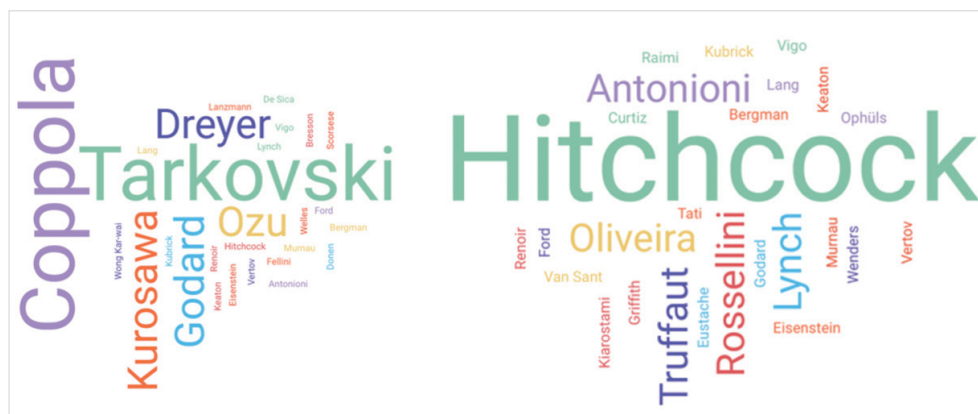 Coppola
Lanzmann
De Sica
Dreyer
Vigo
Bresson
Scorsese
Lynch
Lang
Tarkovski
Wong Kar-wai
Kurosawa
Kubrick
Godard
Ozu
Welles
Ford
Bergman
Renoir
Hitchcock
Murnau
Donen
Keaton
Eisenstein
Vertov
Fellini
Antonioni
Raimi
Kubrick
Vigo
Antonioni
Lang
Keaton
Curtiz
Bergman
Ophüls
Hitchcock
Renoir
Ford
Oliveira
Tati
Rossellini
Godard
Lynch
Murnau
Wenders
Vertov
Van Sant
Kiarostami
Griffith
Truffaut
Eustache
Eisenstein